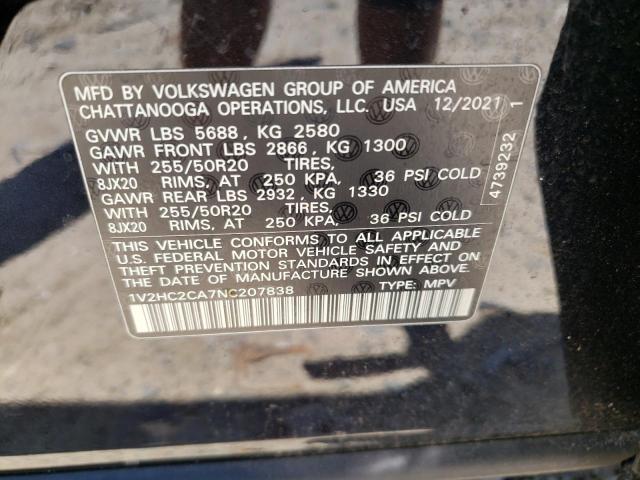 MFD BY VOLKSWAGEN GROUP OF AMERICA
CHATTANOOGA OPERATIONS, LLC. USA 12/2021
GVWR LBS 5688, KG 2580
GAWR FRONT LBS 2866, KG 1300
WITH 255/50R20 TIRES,
8JX20 RIMS, AT 250 KPA, 36 PSI COLD
GAWR REAR LBS 2932, KG 1330
WITH 255/50R20 TIRES,
8JX20 RIMS, AT 250 KPA, 36 PSI COLD
THIS VEHICLE CONFORMS TO ALL APPLICABLE
U.S. FEDERAL MOTOR VEHICLE SAFETY AND
THEFT PREVENTION STANDARDS IN EFFECT ON
THE DATE OF MANUFACTURE SHOWN ABOVE.
1V2HC2CA7NC207838 TYPE: MPV
4739232 1